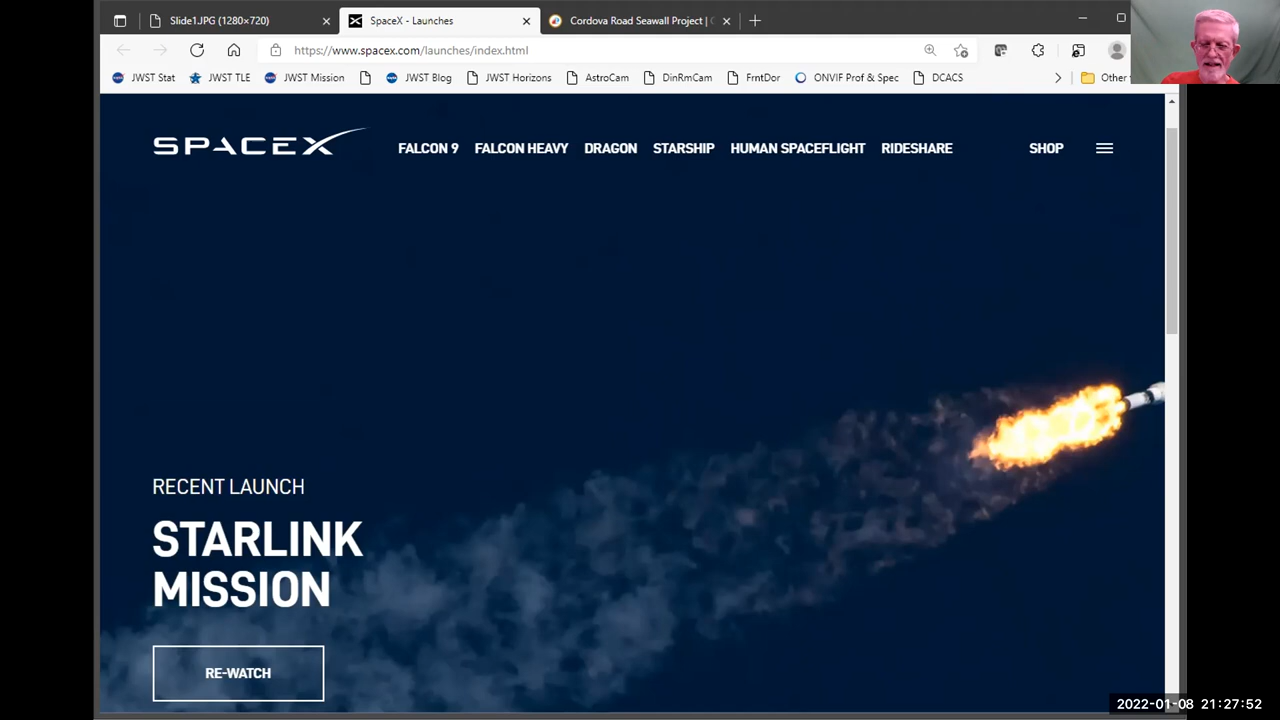 Slide1.JPG (1280×720)
SpaceX - Launches
Cordova Road Seawall Project |
https://www.spacex.com/launches/index.html
JWST Stat
JWST TLE
JWST Mission
JWST Blog
JWST Horizons
AstroCam
DinRmCam
FrntDor
ONVIF Prof & Spec
DCACS
Other
SPACEX
FALCON 9
FALCON HEAVY
DRAGON
STARSHIP
HUMAN SPACEFLIGHT
RIDESHARE
SHOP
RECENT LAUNCH
STARLINK
MISSION
RE-WATCH
2022-01-08 21:27:52